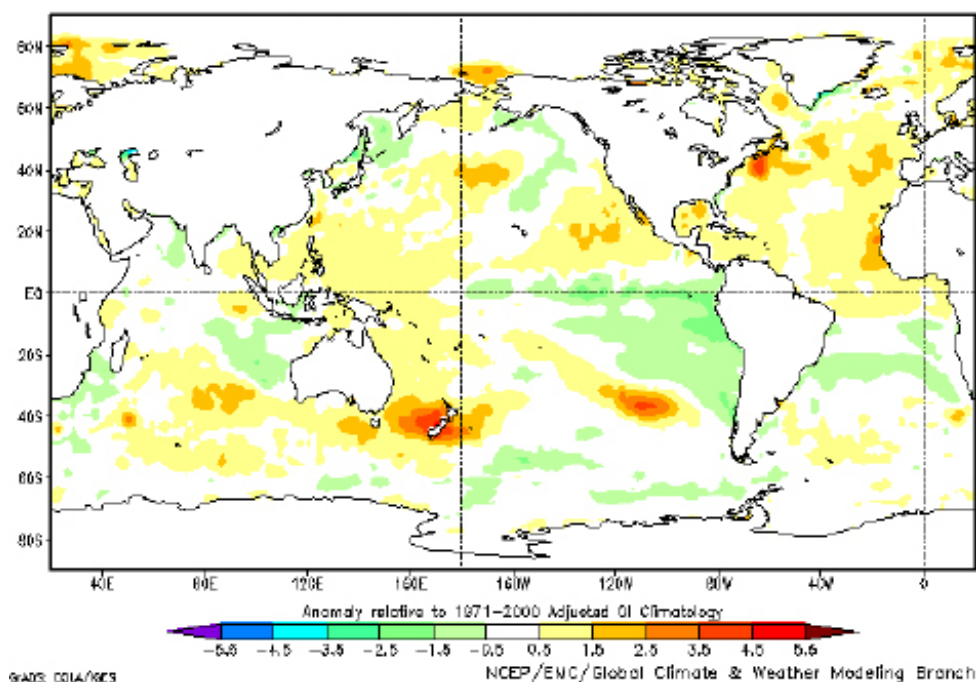 80N
60N
40N
20N
EQ
20S
40S
60S
80S
40E 80E 120E 160E 160W 120W 80W 40W 0
Anomaly relative to 1971-2000 Adjusted OI Climatology
-5.5 -4.5 -3.5 -2.5 -1.5 -0.5 0.5 1.5 2.5 3.5 4.5 5.5
GrADS: COLA/IGES
NCEP/EMC/Global Climate & Weather Modeling Branch